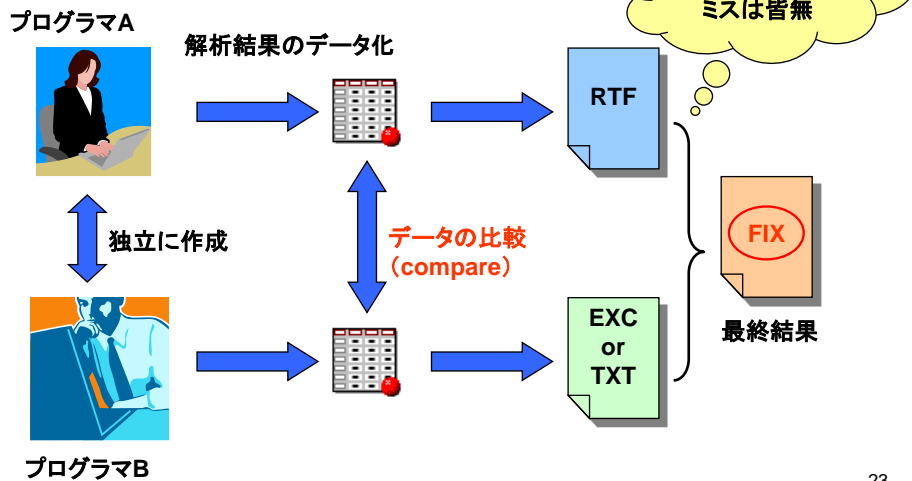 ミスは皆無
プログラマA
解析結果のデータ化
RTF
独立に作成
データの比較
(compare)
FIX
EXC
or
TXT
最終結果
プログラマB
23